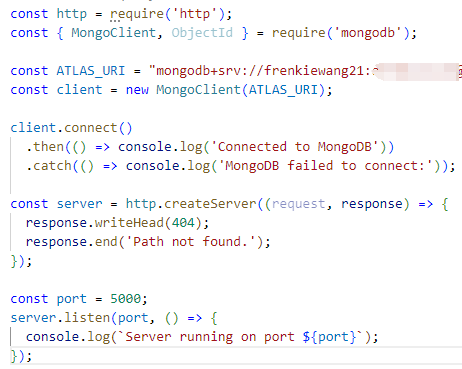 const http = require('http');
const { MongoClient, ObjectId } = require('mongodb');
const ATLAS_URI = "mongodb+srv://frenkiewang21:
const client = new MongoClient(ATLAS_URI);
client.connect()
.then(() => console.log('Connected to MongoDB'))
.catch(() => console.log('MongoDB failed to connect:'));
const server = http.createServer((request, response) => {
response.writeHead(404);
response.end('Path not found.');
});
const port = 5000;
server.listen(port, () => {
console.log(`Server running on port ${port}`);
});